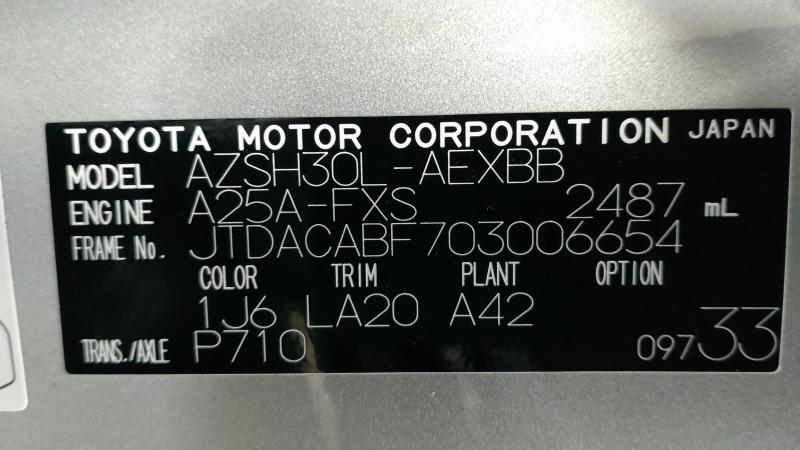 TOYOTA MOTOR CORPORATION JAPAN
MODEL AZSH30L-AEXBB
ENGINE A25A-FXS 2487 mL
FRAME No. JTDACABF703006654
COLOR TRIM PLANT OPTION
1J6 LA20 A42
TRANS./AXLE P710 09733